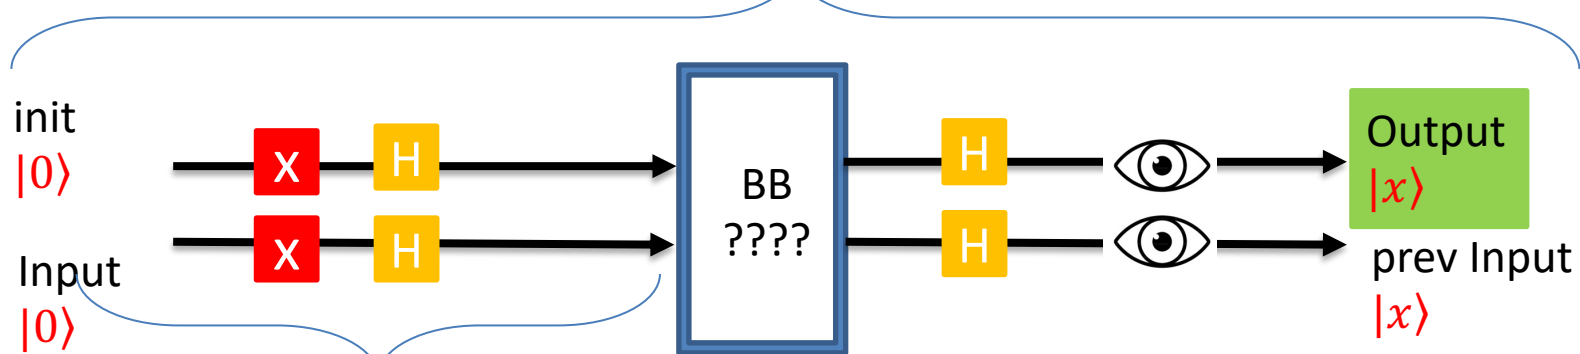 init
|0⟩
X
H
BB
????
H
Output
|x⟩
Input
|0⟩
X
H
H
prev Input
|x⟩